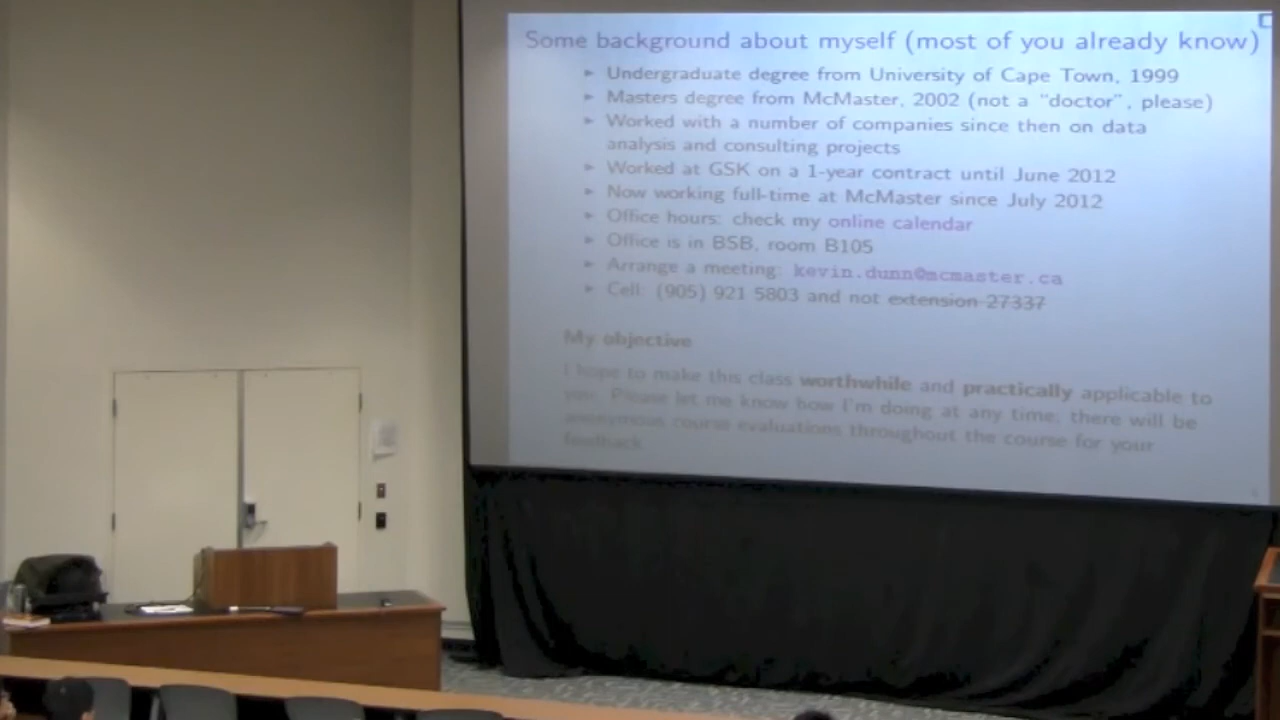 Some background about myself (most of you already know)
► Undergraduate degree from University of Cape Town, 1999
► Masters degree from McMaster, 2002 (not a "doctor", please)
► Worked with a number of companies since then on data
analysis and consulting projects
► Worked at GSK on a 1-year contract until June 2012
► Now working full-time at McMaster since July 2012
► Office hours: check my online calendar
► Office is in BSB, room B105
► Arrange a meeting: kevin.dunn@mcmaster.ca
► Cell: (905) 921 5803 and not extension 27337
My objective
I hope to make this class worthwhile and practically applicable to
you. Please let me know how I'm doing at any time; there will be
anonymous course evaluations throughout the course for your
feedback.